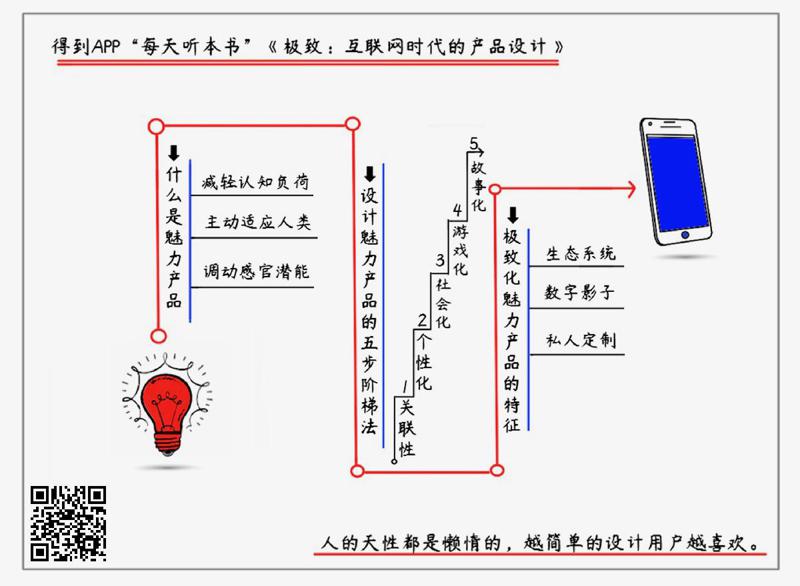 得到APP“每天听本书”《极致：互联网时代的产品设计》
什么是魅力产品
减轻认知负荷
主动适应人类
调动感官潜能
设计魅力产品的五步阶梯法
1 关联性
2 个性化
3 社会化
4 游戏化
5 故事化
极致化魅力产品的特征
生态系统
数字影子
私人定制
人的天性都是懒惰的，越简单的设计用户越喜欢。